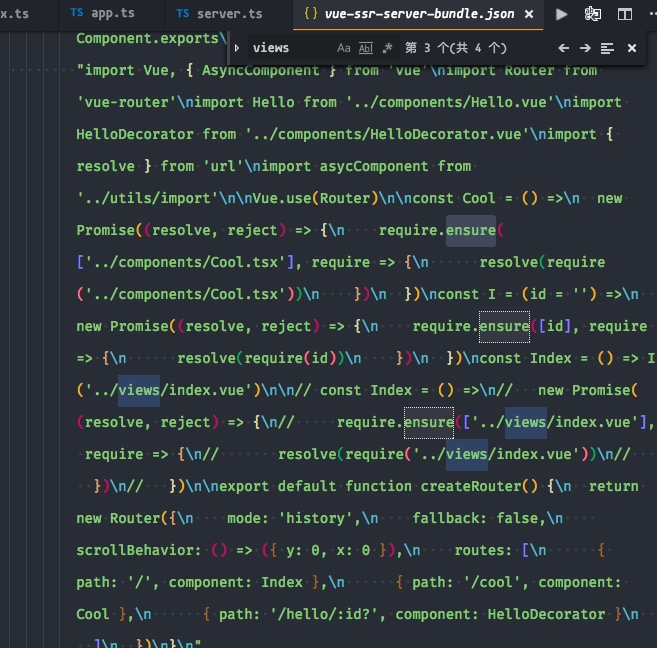 x.ts TS app.ts TS server.ts {} vue-ssr-server-bundle.json ×
Component.exports\
views Aa Abl .* 第 3 个(共 4 个)
"import Vue, { AsyncComponent } from 'vue'\nimport Router from
'vue-router'\nimport Hello from '../components/Hello.vue'\nimport
HelloDecorator from '../components/HelloDecorator.vue'\nimport {
resolve } from 'url'\nimport asycComponent from
'../utils/import'\n\nVue.use(Router)\n\nconst Cool = () =>\n  new
Promise((resolve, reject) => {\n    require.ensure(
['../components/Cool.tsx'], require => {\n      resolve(require
('../components/Cool.tsx'))\n    })\n  })\nconst I = (id = '') =>\n
new Promise((resolve, reject) => {\n    require.ensure([id], require
=> {\n      resolve(require(id))\n    })\n  })\nconst Index = () => I
('../views/index.vue')\n\n// const Index = () =>\n//   new Promise(
(resolve, reject) => {\n//     require.ensure(['../views/index.vue'],
require => {\n//       resolve(require('../views/index.vue'))\n//
})\n//   })\n\nexport default function createRouter() {\n  return
new Router({\n    mode: 'history',\n    fallback: false,\n
scrollBehavior: () => ({ y: 0, x: 0 }),\n    routes: [\n      {
path: '/', component: Index },\n      { path: '/cool', component:
Cool },\n      { path: '/hello/:id?', component: HelloDecorator }\n
]\n  })\n}\n"